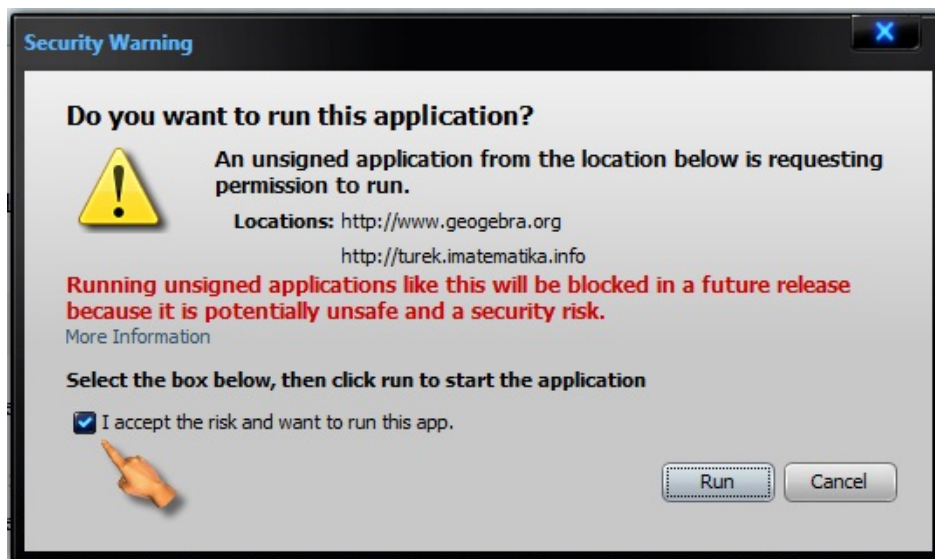 Security Warning
Do you want to run this application?
An unsigned application from the location below is requesting
permission to run.
Locations: http://www.geogebra.org
http://turek.imatematika.info
Running unsigned applications like this will be blocked in a future release
because it is potentially unsafe and a security risk.
More Information
Select the box below, then click run to start the application
I accept the risk and want to run this app.
Run Cancel